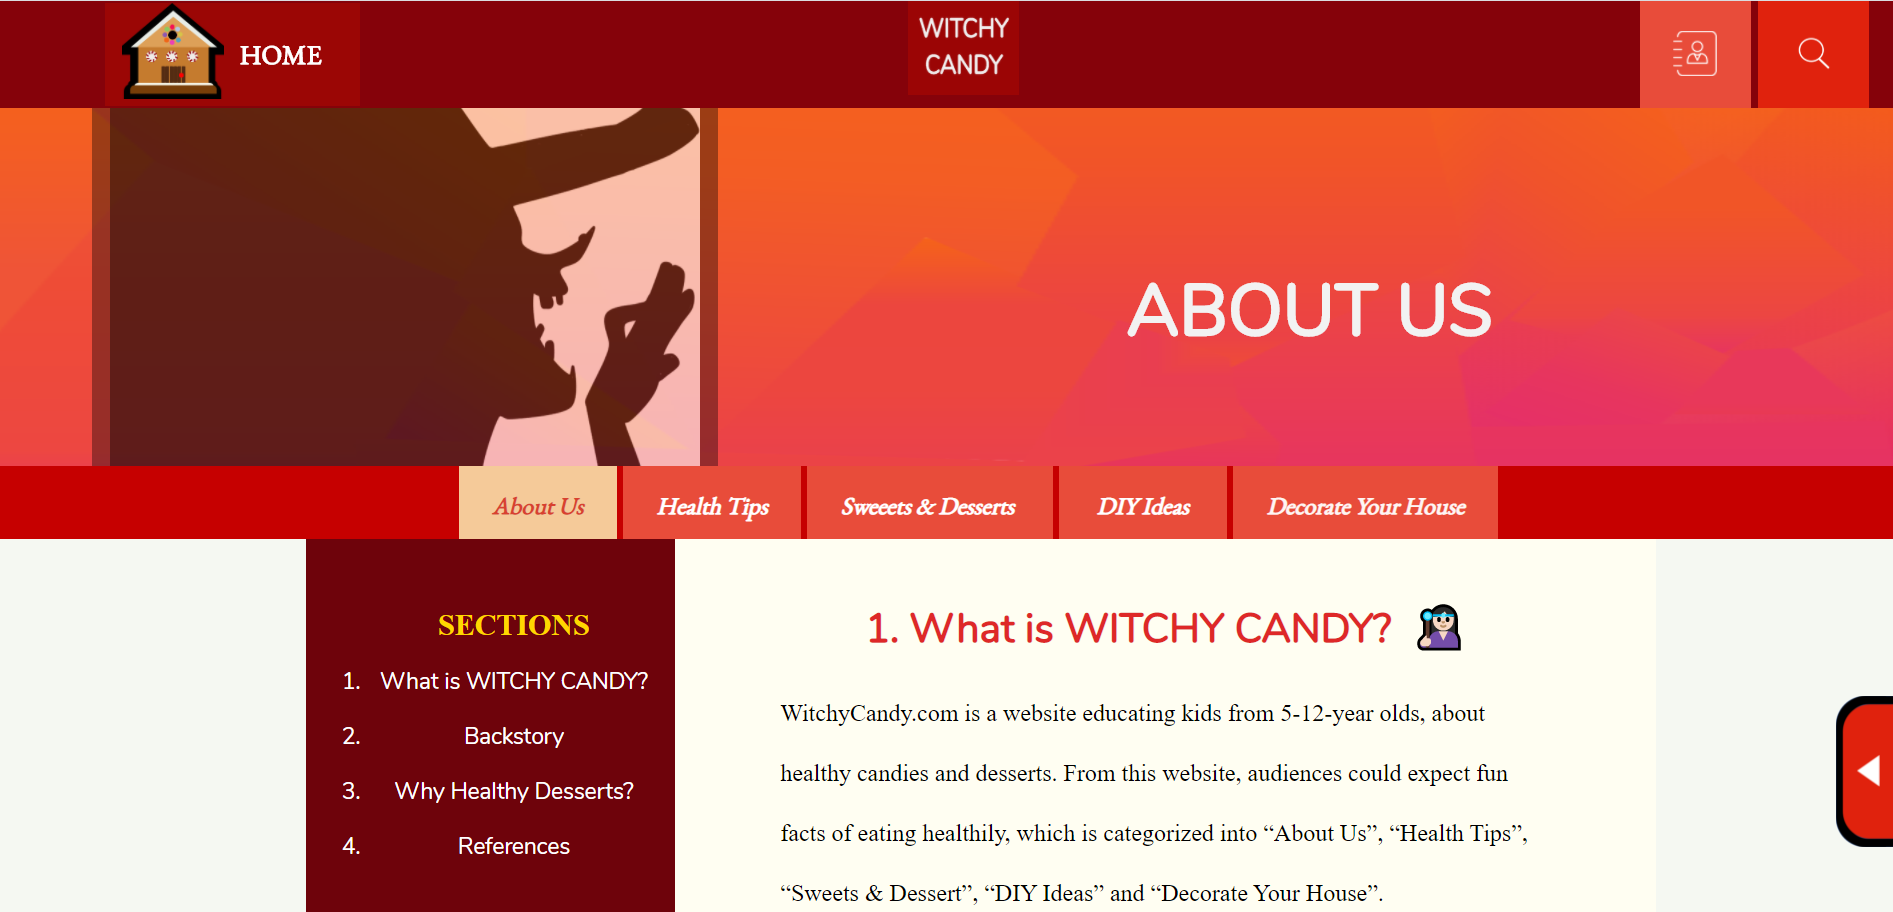 HOME
WITCHY
CANDY
ABOUT US
About Us
Health Tips
Sweeets & Desserts
DIY Ideas
Decorate Your House
SECTIONS
1. What is WITCHY CANDY?
2. Backstory
3. Why Healthy Desserts?
4. References
1. What is WITCHY CANDY?
WitchyCandy.com is a website educating kids from 5-12-year olds, about
healthy candies and desserts. From this website, audiences could expect fun
facts of eating healthily, which is categorized into “About Us”, “Health Tips”,
“Sweets & Dessert”, “DIY Ideas” and “Decorate Your House”.